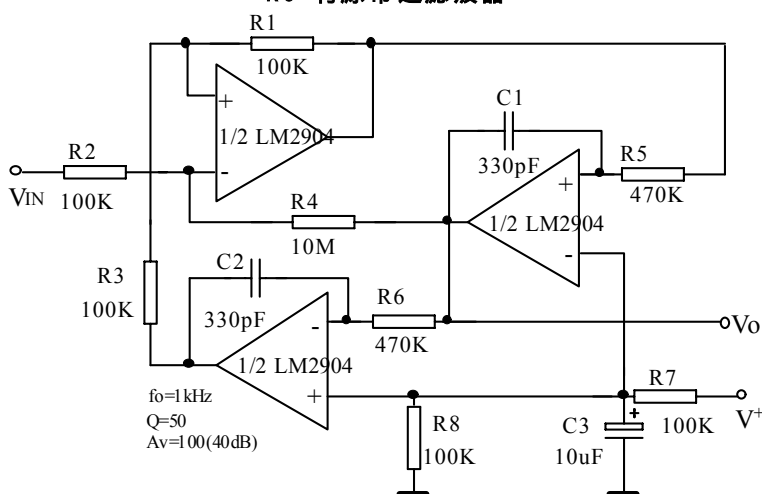 R1
100K
+
1/2 LM2904
-
C1
330pF
R2
VIN
100K
R5
470K
+
1/2 LM2904
-
R4
10M
R3
100K
C2
330pF
R6
470K
Vo
-
1/2 LM2904
+
fo=1kHz
Q=50
Av=100(40dB)
R7
100K
V+
R8
100K
C3
+
10uF